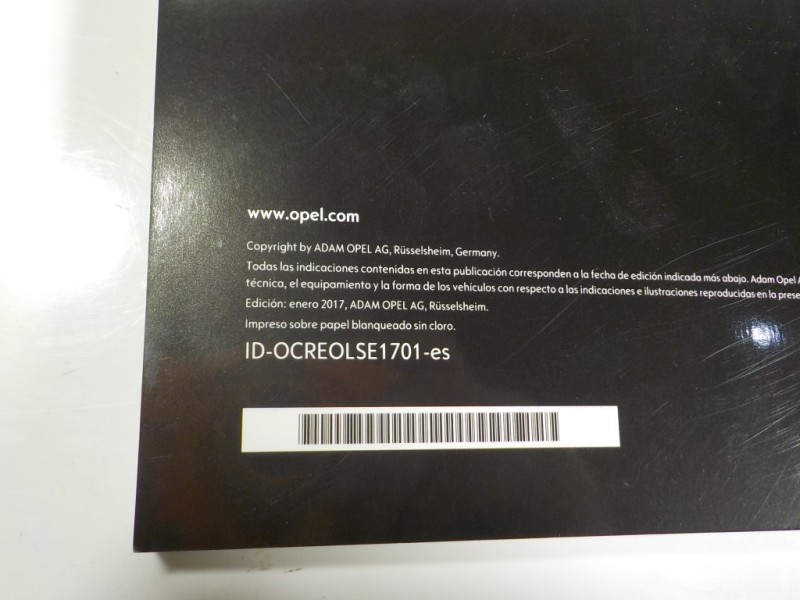 www.opel.com
Copyright by ADAM OPEL AG, Rüsselsheim, Germany.
Todas las indicaciones contenidas en esta publicación corresponden a la fecha de edición indicada más abajo. Adam Opel
técnica, el equipamiento y la forma de los vehículos con respecto a las indicaciones e ilustraciones reproducidas en la
Edición: enero 2017, ADAM OPEL AG, Rüsselsheim.
Impreso sobre papel blanqueado sin cloro.
ID-OCREOLSE1701-es